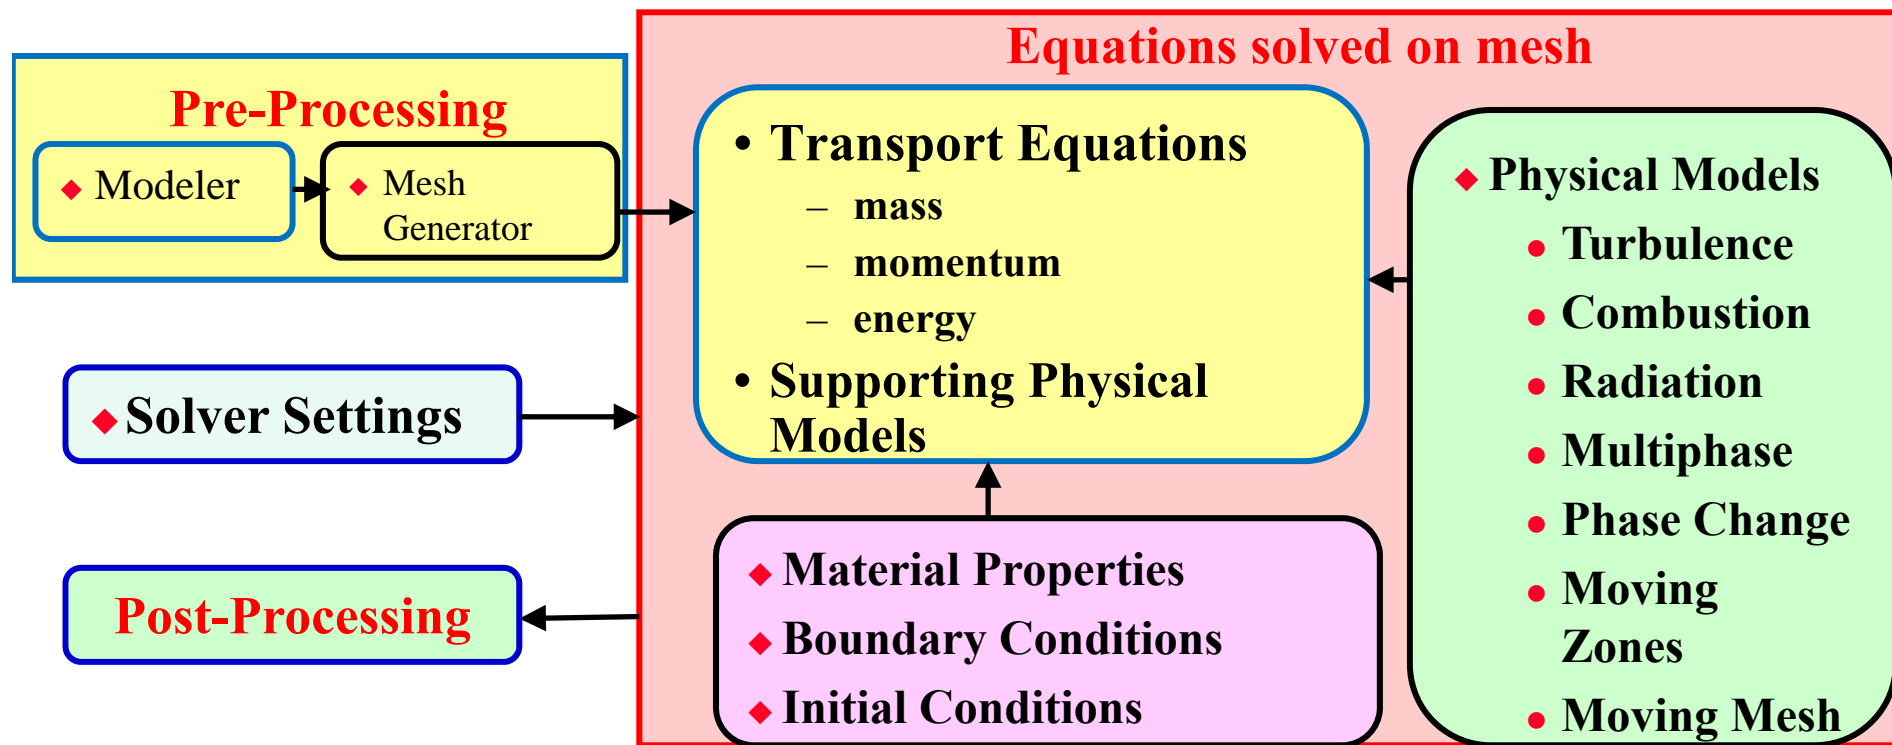 Equations solved on mesh
Pre-Processing
◆ Modeler
◆ Mesh
Generator
• Transport Equations
– mass
– momentum
– energy
• Supporting Physical
Models
◆ Physical Models
● Turbulence
● Combustion
● Radiation
● Multiphase
● Phase Change
● Moving
Zones
● Moving Mesh
◆ Solver Settings
Post-Processing
◆ Material Properties
◆ Boundary Conditions
◆ Initial Conditions